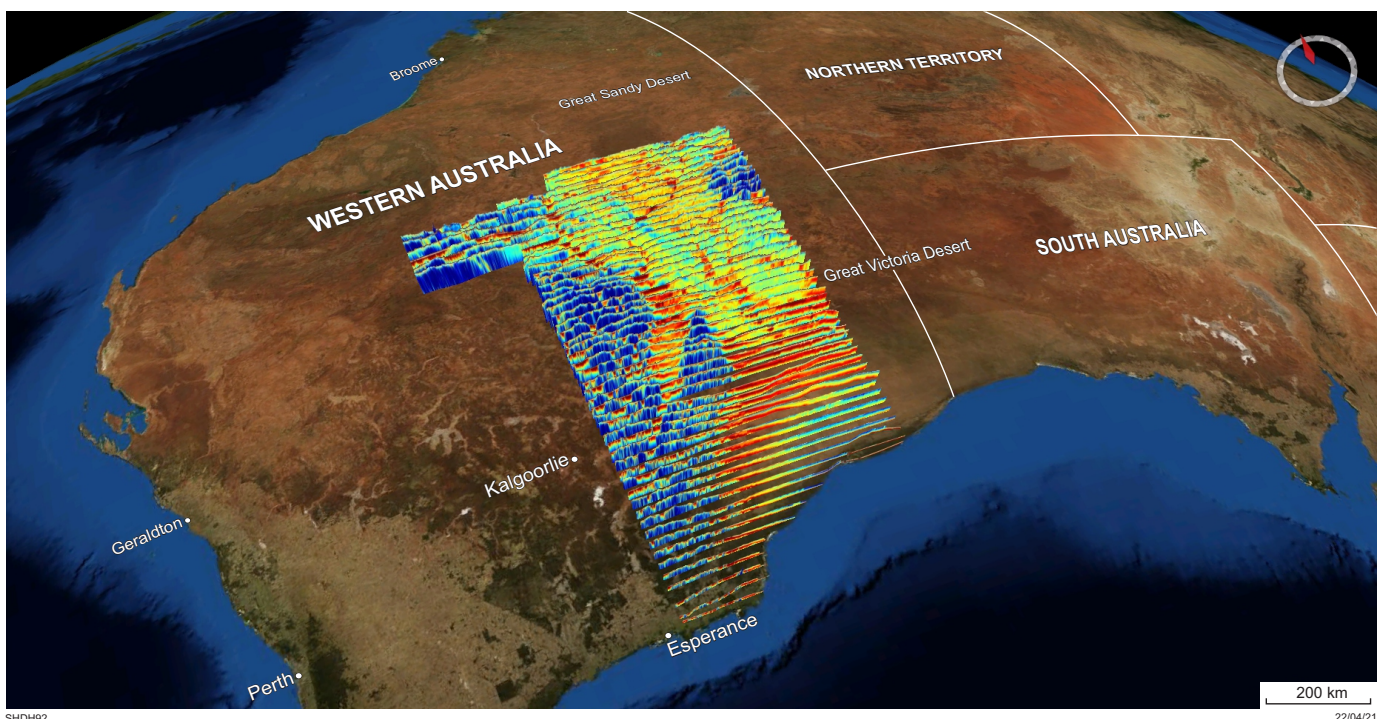 Broome
NORTHERN TERRITORY
Great Sandy Desert
WESTERN AUSTRALIA
SOUTH AUSTRALIA
Great Victoria Desert
Kalgoorlie
Geraldton
Esperance
Perth
200 km
SHDH92
22/04/21